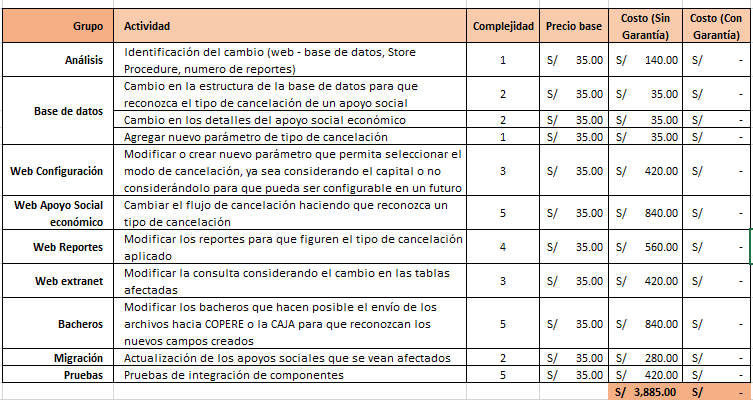 Grupo Actividad Complejidad Precio base Costo (Sin Garantía) Costo (Con Garantía)
Análisis Identificación del cambio (web - base de datos, Store
Procedure, numero de reportes) 1 S/ 35.00 S/ 140.00 S/ -
Base de datos Cambio en la estructura de la base de datos para que
reconozca el tipo de cancelación de un apoyo social 2 S/ 35.00 S/ 35.00 S/ -
Cambio en los detalles del apoyo social económico 2 S/ 35.00 S/ 35.00 S/ -
Agregar nuevo parámetro de tipo de cancelación 1 S/ 35.00 S/ 35.00 S/ -
Web Configuración Modificar o crear nuevo parámetro que permita seleccionar el
modo de cancelación, ya sea considerando el capital o no
considerándolo para que pueda ser configurable en un futuro 3 S/ 35.00 S/ 420.00 S/ -
Web Apoyo Social económico Cambiar el flujo de cancelación haciendo que reconozca un
tipo de cancelación 5 S/ 35.00 S/ 840.00 S/ -
Web Reportes Modificar los reportes para que figuren el tipo de cancelación
aplicado 4 S/ 35.00 S/ 560.00 S/ -
Web extranet Modificar la consulta considerando el cambio en las tablas
afectadas 3 S/ 35.00 S/ 420.00 S/ -
Bacheros Modificar los bacheros que hacen posible el envío de los
archivos hacia COPERE o la CAJA para que reconozcan los
nuevos campos creados 5 S/ 35.00 S/ 840.00 S/ -
Migración Actualización de los apoyos sociales que se vean afectados 2 S/ 35.00 S/ 280.00 S/ -
Pruebas Pruebas de integración de componentes 5 S/ 35.00 S/ 420.00 S/ -
S/ 3,885.00 S/ -